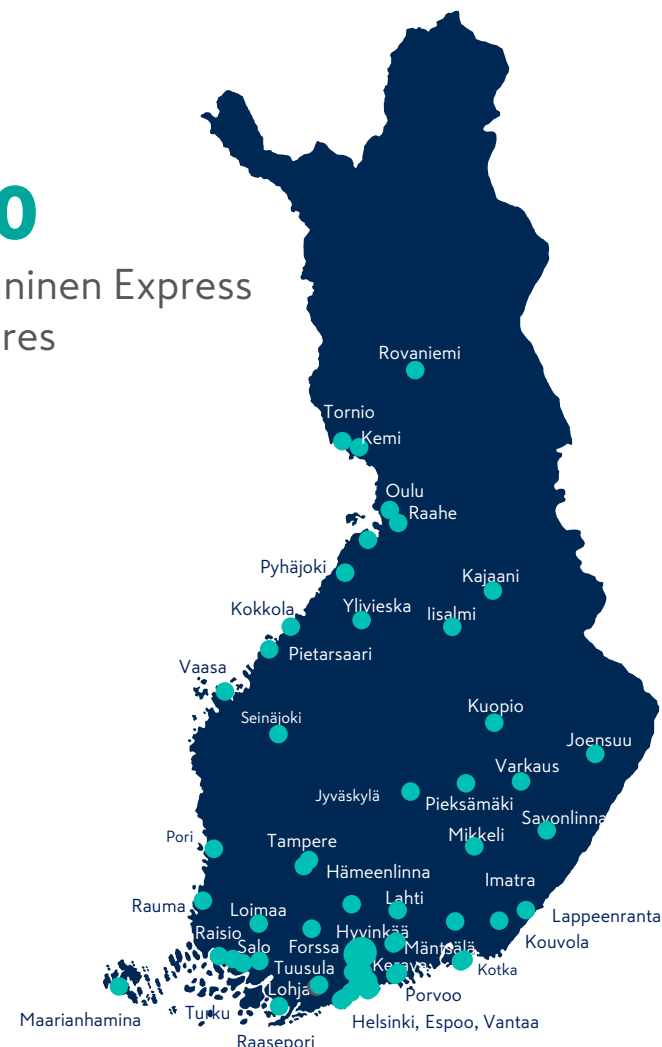 0
ninen Express
res
Rovaniemi
Tornio
Kemi
Oulu
Raahe
Pyhäjoki
Kajaani
Kokkola
Ylivieska
Iisalmi
Pietarsaari
Vaasa
Kuopio
Seinäjoki
Joensuu
Varkaus
Jyväskylä
Pieksämäki
Savonlinna
Pori
Tampere
Mikkeli
Hämeenlinna
Imatra
Rauma
Loimaa
Lahti
Lappeenranta
Raisio
Hyvinkää
Kouvola
Salo
Forssa
Mäntsälä
Tuusula
Kerava
Kotka
Lohja
Porvoo
Maarianhamina
Turku
Helsinki, Espoo, Vantaa
Raasepori